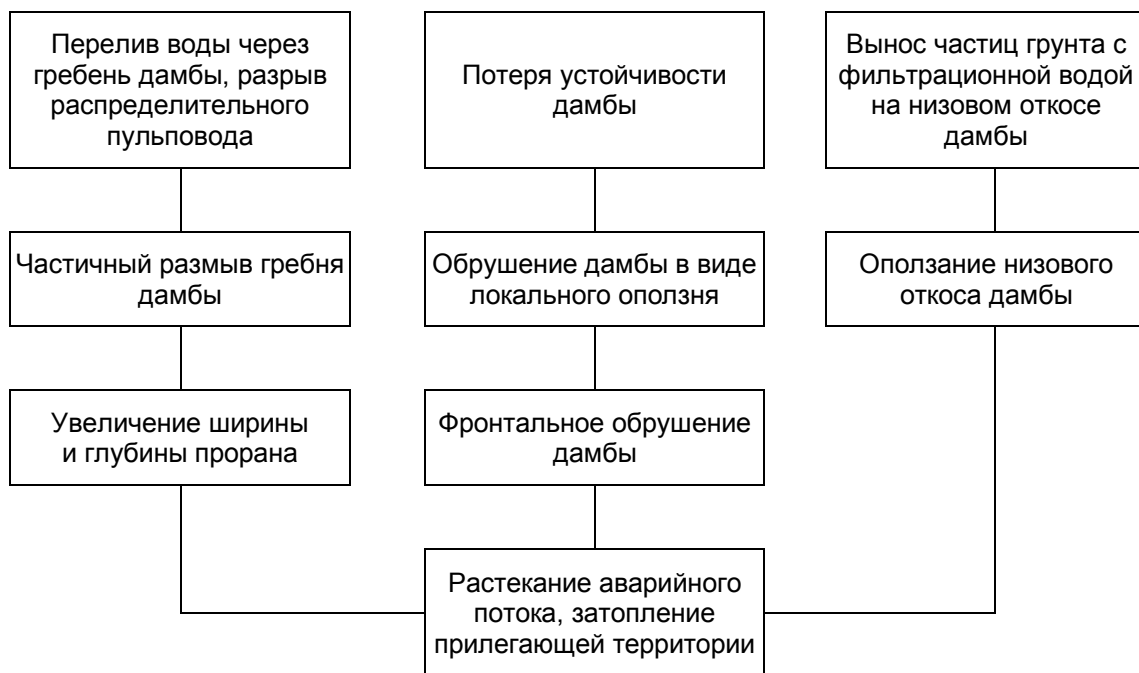 Перелив воды через
гребень дамбы, разрыв
распределительного
пульповода
Потеря устойчивости
дамбы
Вынос частиц грунта с
фильтрационной водой
на низовом откосе
дамбы
Частичный размыв гребня
дамбы
Обрушение дамбы в виде
локального оползня
Оползание низового
откоса дамбы
Увеличение ширины
и глубины прорана
Фронтальное обрушение
дамбы
Растекание аварийного
потока, затопление
прилегающей территории